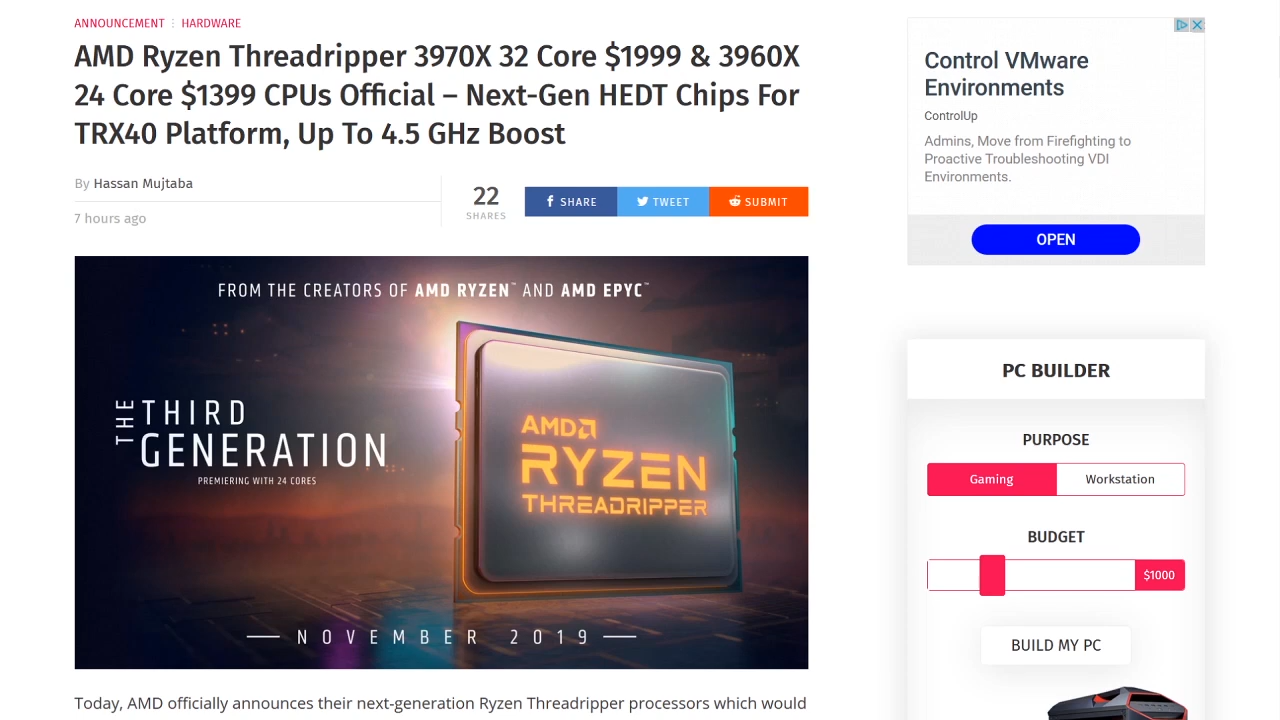 ANNOUNCEMENT
HARDWARE
AMD Ryzen Threadripper 3970X 32 Core $1999 & 3960X
24 Core $1399 CPUs Official – Next-Gen HEDT Chips For
TRX40 Platform, Up To 4.5 GHz Boost
By Hassan Mujtaba
7 hours ago
22
SHARES
SHARE
TWEET
SUBMIT
FROM THE CREATORS OF AMD RYZEN™ AND AMD EPYC™
THE THIRD
GENERATION
PREMIERING WITH 24 CORES
AMD
RYZEN
THREADRIPPER
NOVEMBER 2019
Today, AMD officially announces their next-generation Ryzen Threadripper processors which would
Control VMware
Environments
ControlUp
Admins, Move from Firefighting to
Proactive Troubleshooting VDI
Environments.
OPEN
PC BUILDER
PURPOSE
Gaming
Workstation
BUDGET
$1000
BUILD MY PC